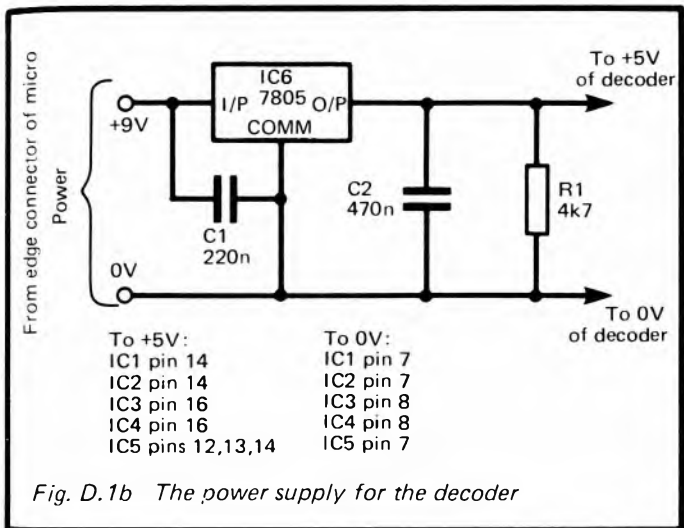 From edge connector of micro
Power
+9V
0V
IC6
7805
I/P
O/P
COMM
C1
220n
C2
470n
R1
4k7
To +5V
of decoder
To 0V
of decoder
To +5V:
IC1 pin 14
IC2 pin 14
IC3 pin 16
IC4 pin 16
IC5 pins 12,13,14
To 0V:
IC1 pin 7
IC2 pin 7
IC3 pin 8
IC4 pin 8
IC5 pin 7
Fig. D.1b The power supply for the decoder